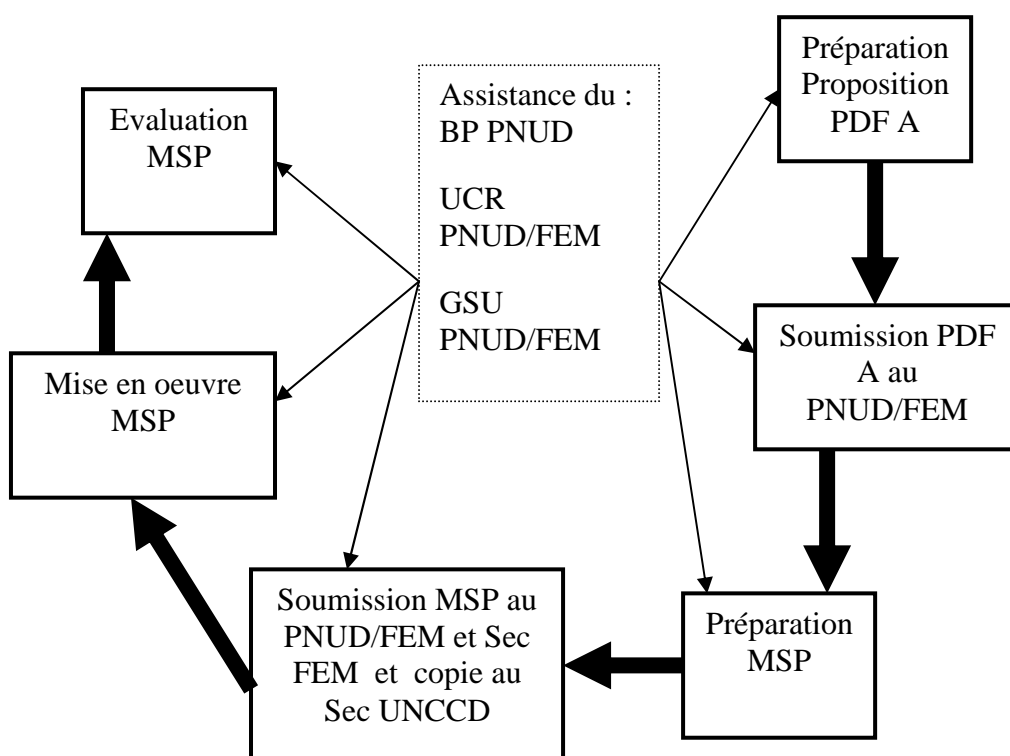 Préparation
Proposition
PDF A
Assistance du :
BP PNUD
UCR
PNUD/FEM
GSU
PNUD/FEM
Evaluation
MSP
Soumission PDF
A au
PNUD/FEM
Mise en oeuvre
MSP
Soumission MSP au
PNUD/FEM et Sec
FEM et copie au
Sec UNCCD
Préparation
MSP